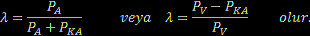 λ = P_A / (P_A + P_KA) veya λ = (P_V − P_KA) / P_V olur.